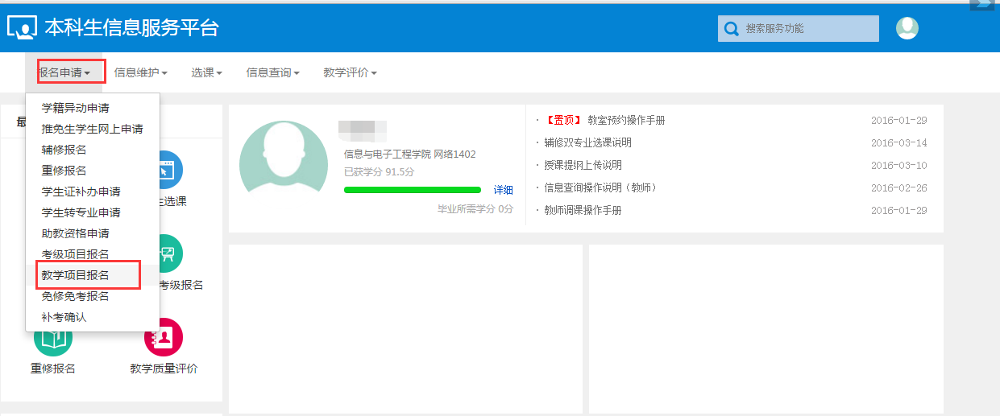 本科生信息服务平台
搜索服务功能
报名申请 信息维护 选课 信息查询 教学评价
学籍异动申请
推免生学生网上申请
辅修报名
重修报名
学生证补办申请
学生转专业申请
助教资格申请
考级项目报名
教学项目报名
免修免考报名
补考确认
最
生选课
考级报名
重修报名
教学质量评价
信息与电子工程学院 网络1402
已获学分 91.5分
详细
毕业所需学分 0分
· 【置顶】 教室预约操作手册 2016-01-29
· 辅修双专业选课说明 2016-03-14
· 授课提纲上传说明 2016-03-10
· 信息查询操作说明（教师） 2016-02-26
· 教师调课操作手册 2016-01-29